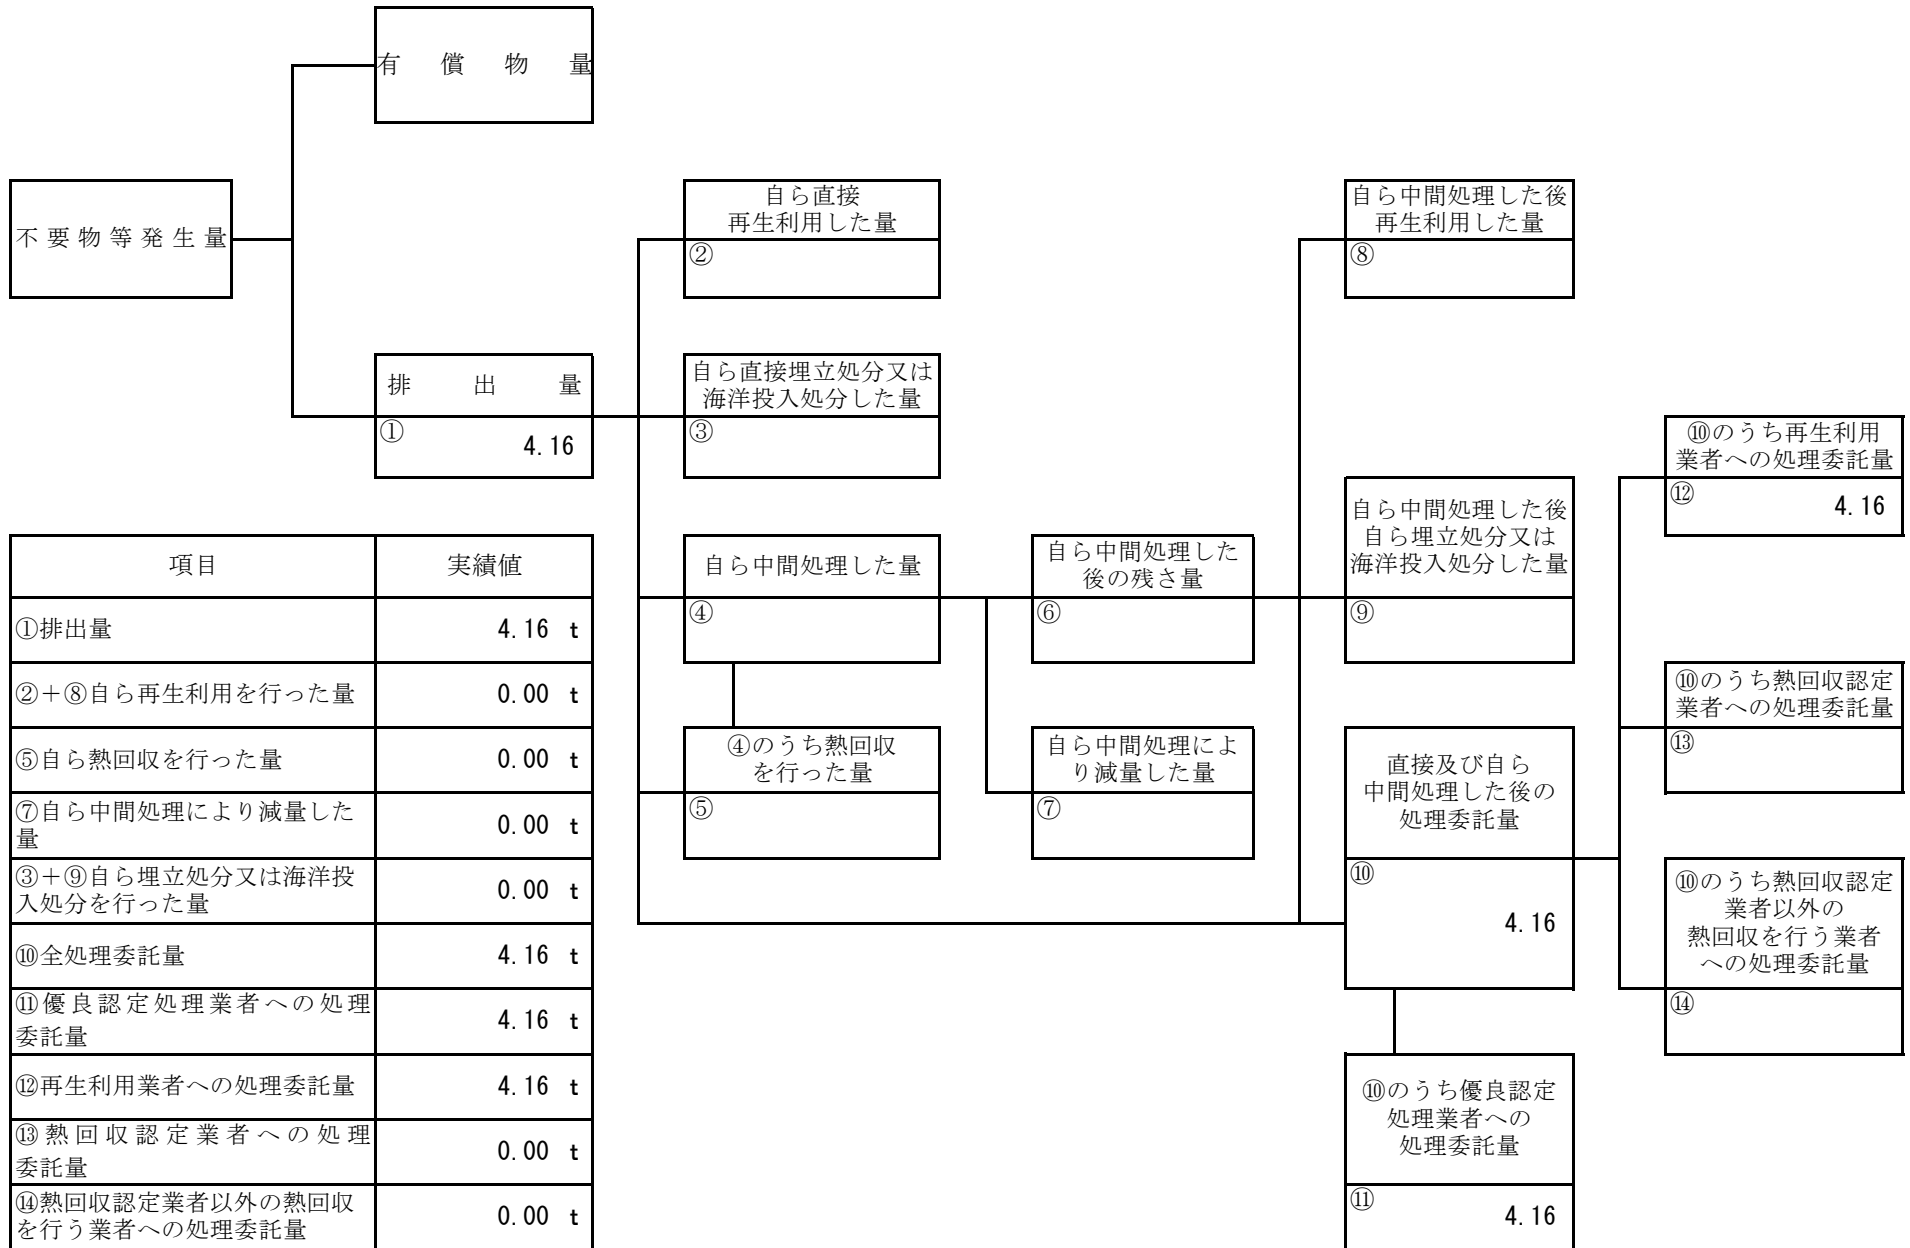 有償物量
不要物等発生量
排出量
① 4.16
自ら直接
再生利用した量
②
自ら直接埋立処分又は
海洋投入処分した量
③
自ら中間処理した量
④
④のうち熱回収
を行った量
⑤
自ら中間処理した
後の残さ量
⑥
自ら中間処理によ
り減量した量
⑦
自ら中間処理した後
再生利用した量
⑧
自ら中間処理した後
自ら埋立処分又は
海洋投入処分した量
⑨
直接及び自ら
中間処理した後の
処理委託量
⑩
4.16
⑩のうち優良認定
処理業者への
処理委託量
⑪
4.16
⑩のうち再生利用
業者への処理委託量
⑫ 4.16
⑩のうち熱回収認定
業者への処理委託量
⑬
⑩のうち熱回収認定
業者以外の
熱回収を行う業者
への処理委託量
⑭
項目 実績値
①排出量 4.16 t
②+⑧自ら再生利用を行った量 0.00 t
⑤自ら熱回収を行った量 0.00 t
⑦自ら中間処理により減量した
量 0.00 t
③+⑨自ら埋立処分又は海洋投
入処分を行った量 0.00 t
⑩全処理委託量 4.16 t
⑪優良認定処理業者への処理
委託量 4.16 t
⑫再生利用業者への処理委託量 4.16 t
⑬熱回収認定業者への処理
委託量 0.00 t
⑭熱回収認定業者以外の熱回収
を行う業者への処理委託量 0.00 t